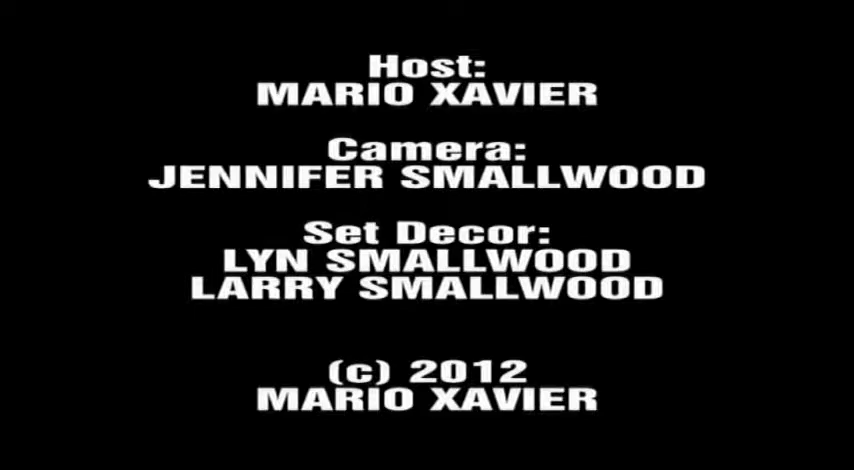 Host:
MARIO XAVIER
Camera:
JENNIFER SMALLWOOD
Set Decor:
LYN SMALLWOOD
LARRY SMALLWOOD
(c) 2012
MARIO XAVIER